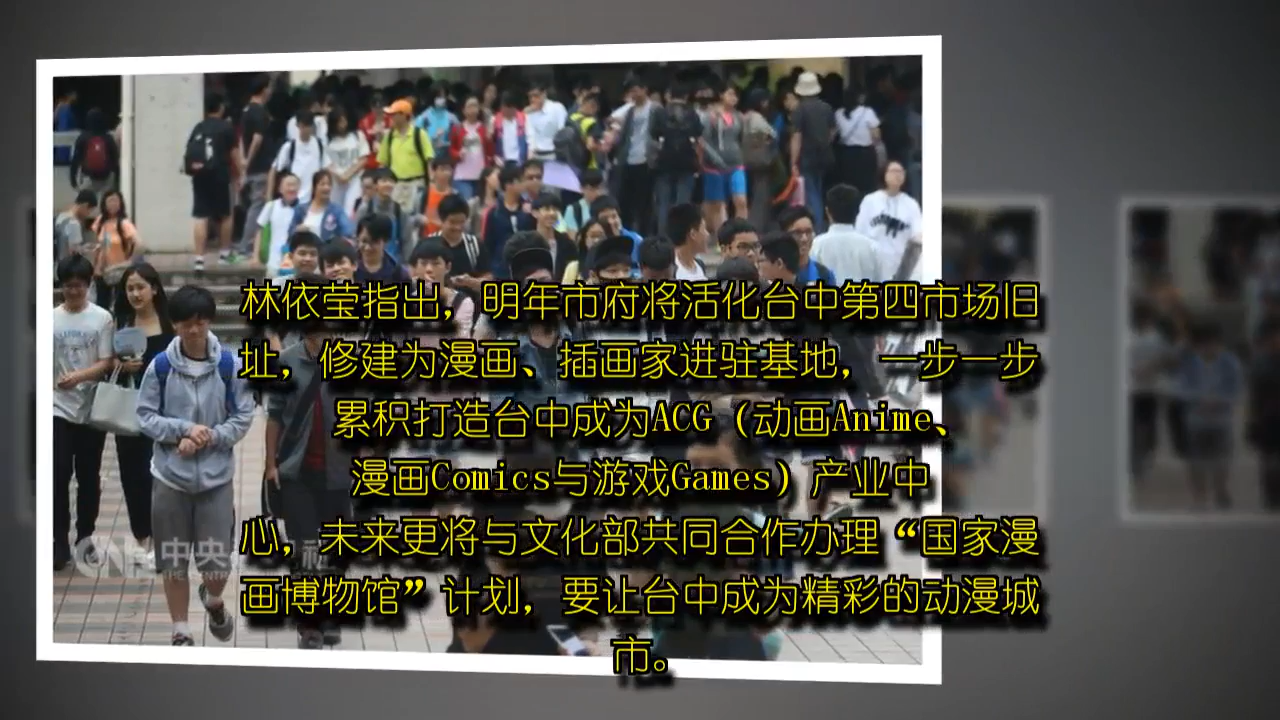 林依莹指出，明年市府将活化台中第四市场旧
址，修建为漫画、插画家进驻基地，一步一步
累积打造台中成为ACG（动画Anime、
漫画Comics与游戏Games）产业中
心，未来更将与文化部共同合作办理“国家漫
画博物馆”计划，要让台中成为精彩的动漫城
市。
中央
THE CENTR